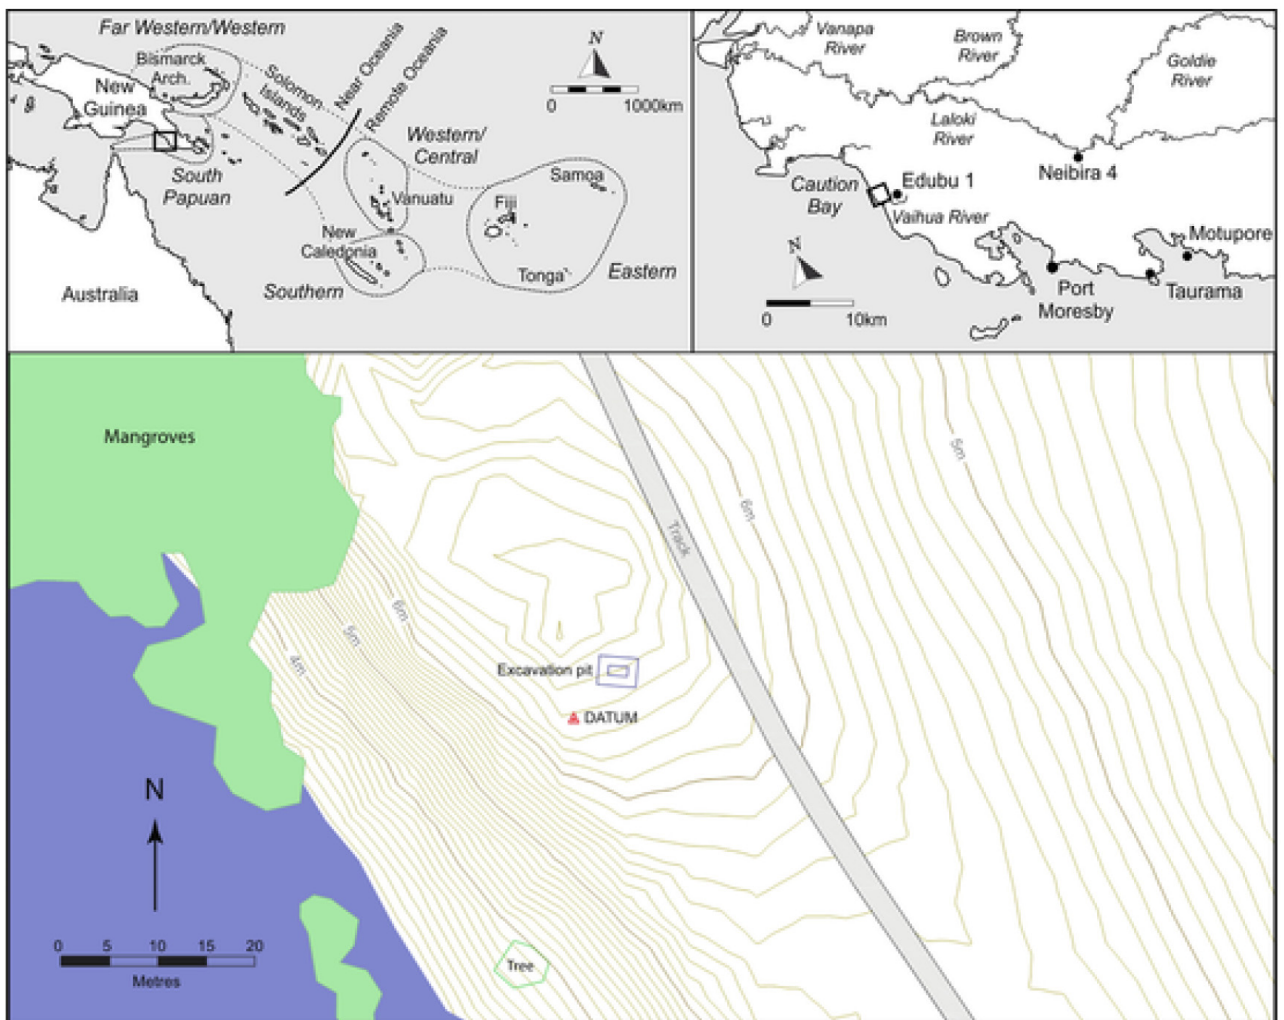 Far Western/Western
Bismarck
Arch.
New
Guinea
Solomon
Islands
Near Oceania
Remote Oceania
N
0
1000km
Western/
Central
South
Papuan
Vanuatu
Samoa
Fiji
New
Caledonia
Tonga
Eastern
Southern
Australia
Vanapa
River
Brown
River
Goldie
River
Laloki
River
Neibira 4
Caution
Bay
Edubu 1
Vaihua River
N
0
10km
Motupore
Port
Moresby
Taurama
Mangroves
5m
6m
Track
6m
5m
4m
Excavation pit
DATUM
N
0 5 10 15 20
Metres
Tree